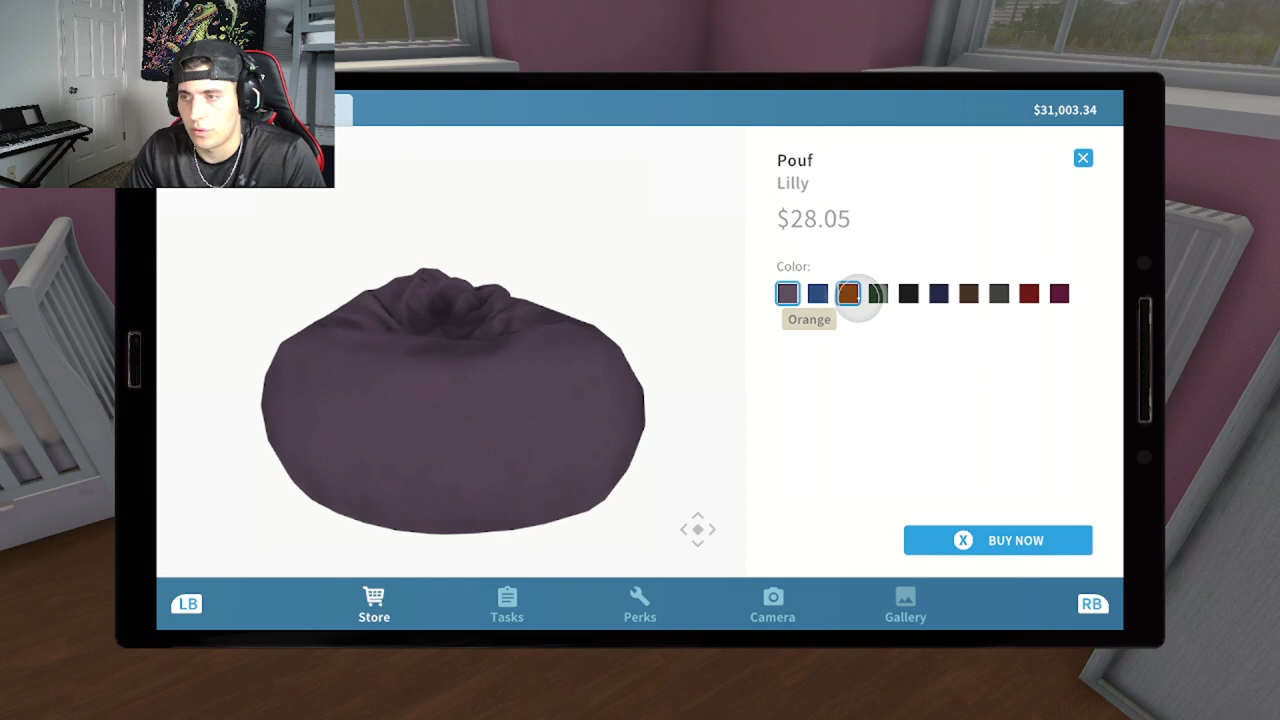 $31,003.34
Pouf
Lilly
$28.05
Color:
Orange
X BUY NOW
LB
Store
Tasks
Perks
Camera
Gallery
RB